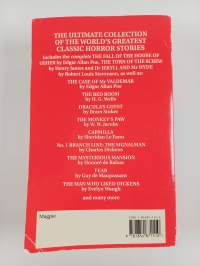 THE ULTIMATE COLLECTION
OF THE WORLD'S GREATEST
CLASSIC HORROR STORIES
includes the complete THE FALL OF THE HOUSE OF
USHER by Edgar Allan Poe, THE TURN OF THE SCREW
by Henry James and Dr JEKYLL AND Mr HYDE
by Robert Louis Stevenson, as well as:
THE CASE OF Mr VALDEMAR
by Edgar Allan Poe
THE RED ROOM
by H. G. Wells
DRACULA'S GUEST
by Bram Stoker
THE MONKEY'S PAW
by W. W. Jacobs
CARMILLA
by Sheridan Le Fanu
No. 1 BRANCH LINE: THE SIGNALMAN
by Charles Dickens
THE MYSTERIOUS MANSION
by Honoré de Balzac
FEAR
by Guy de Maupassant
THE MAN WHO LIKED DICKENS
by Evelyn Waugh
and many more
Magpie